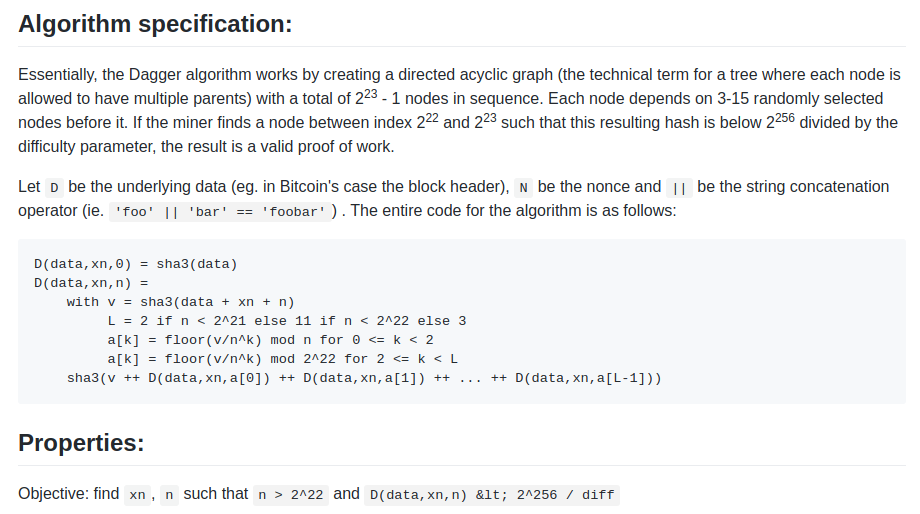 Algorithm specification:
Essentially, the Dagger algorithm works by creating a directed acyclic graph (the technical term for a tree where each node is
allowed to have multiple parents) with a total of 2^23 - 1 nodes in sequence. Each node depends on 3-15 randomly selected
nodes before it. If the miner finds a node between index 2^22 and 2^23 such that this resulting hash is below 2^256 divided by the
difficulty parameter, the result is a valid proof of work.
Let D be the underlying data (eg. in Bitcoin's case the block header), N be the nonce and || be the string concatenation
operator (ie. 'foo' || 'bar' == 'foobar' ) . The entire code for the algorithm is as follows:
D(data,xn,0) = sha3(data)
D(data,xn,n) =
    with v = sha3(data + xn + n)
         L = 2 if n < 2^21 else 11 if n < 2^22 else 3
         a[k] = floor(v/n^k) mod n for 0 <= k < 2
         a[k] = floor(v/n^k) mod 2^22 for 2 <= k < L
    sha3(v ++ D(data,xn,a[0]) ++ D(data,xn,a[1]) ++ ... ++ D(data,xn,a[L-1]))
Properties:
Objective: find xn , n such that n > 2^22 and D(data,xn,n) &lt; 2^256 / diff